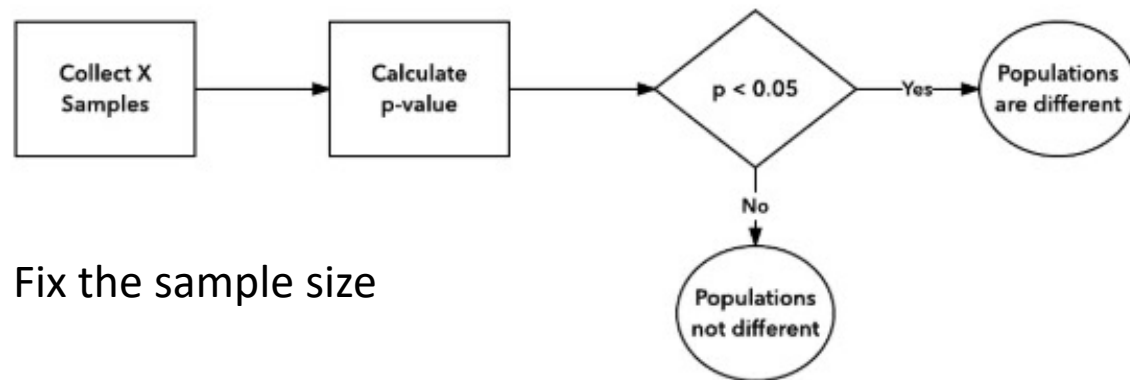 Collect X
Samples
Calculate
p-value
p < 0.05
Yes
Populations
are different
No
Populations
not different
Fix the sample size